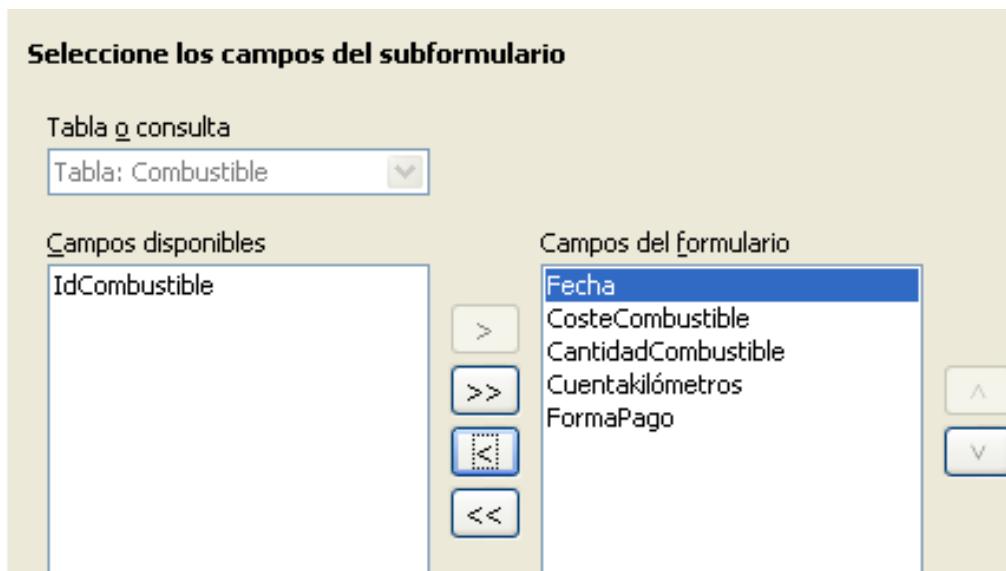 Seleccione los campos del subformulario
Tabla o consulta
Tabla: Combustible
Campos disponibles
IdCombustible
>
>>
<
<<
Campos del formulario
Fecha
CosteCombustible
CantidadCombustible
Cuentakilómetros
FormaPago